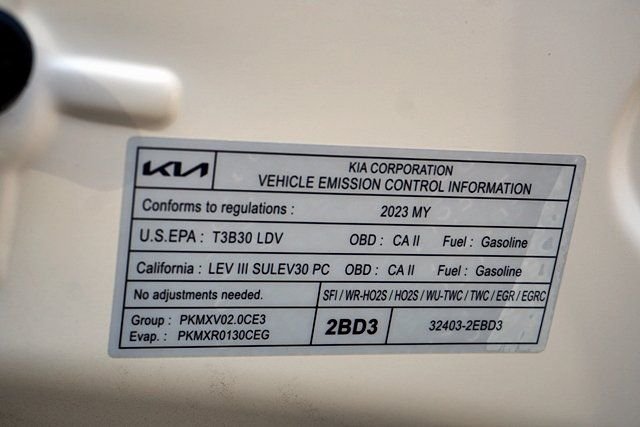 KIA
KIA CORPORATION
VEHICLE EMISSION CONTROL INFORMATION
Conforms to regulations : 2023 MY
U.S.EPA : T3B30 LDV OBD : CA II Fuel : Gasoline
California : LEV III SULEV30 PC OBD : CA II Fuel : Gasoline
No adjustments needed. SFI / WR-HO2S / HO2S / WU-TWC / TWC / EGR / EGRC
Group : PKMXV02.0CE3
Evap. : PKMXR0130CEG
2BD3
32403-2EBD3